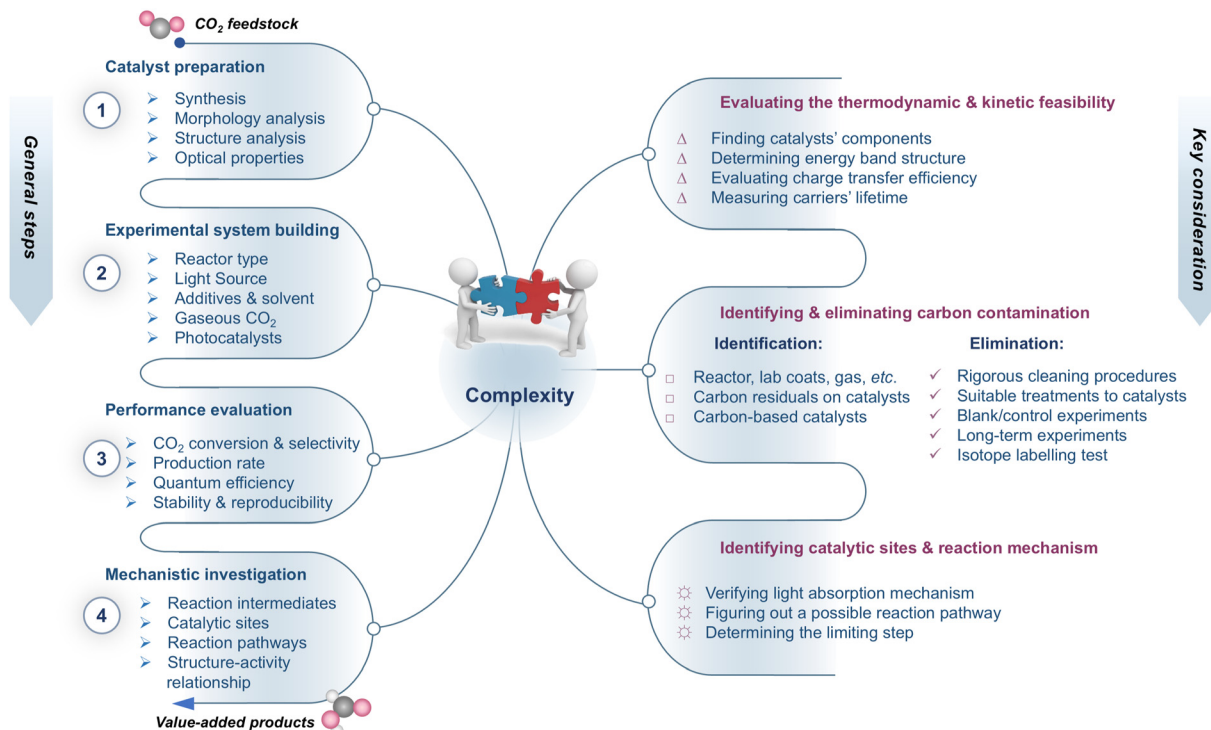 CO₂ feedstock
General steps
Catalyst preparation
1
Synthesis
Morphology analysis
Structure analysis
Optical properties
Experimental system building
2
Reactor type
Light Source
Additives & solvent
Gaseous CO₂
Photocatalysts
Performance evaluation
3
CO₂ conversion & selectivity
Production rate
Quantum efficiency
Stability & reproducibility
Mechanistic investigation
4
Reaction intermediates
Catalytic sites
Reaction pathways
Structure-activity
relationship
Value-added products
Complexity
Key consideration
Evaluating the thermodynamic & kinetic feasibility
Finding catalysts' components
Determining energy band structure
Evaluating charge transfer efficiency
Measuring carriers' lifetime
Identifying & eliminating carbon contamination
Identification:
Reactor, lab coats, gas, etc.
Carbon residuals on catalysts
Carbon-based catalysts
Elimination:
Rigorous cleaning procedures
Suitable treatments to catalysts
Blank/control experiments
Long-term experiments
Isotope labelling test
Identifying catalytic sites & reaction mechanism
Verifying light absorption mechanism
Figuring out a possible reaction pathway
Determining the limiting step